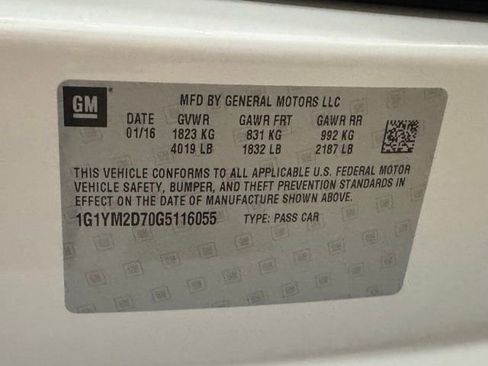 GM
MFD BY GENERAL MOTORS LLC
DATE GVWR GAWR FRT GAWR RR
01/16 1823 KG 831 KG 992 KG
4019 LB 1832 LB 2187 LB
THIS VEHICLE CONFORMS TO ALL APPLICABLE U.S. FEDERAL MOTOR
VEHICLE SAFETY, BUMPER, AND THEFT PREVENTION STANDARDS IN
EFFECT ON THE DATE OF MANUFACTURE SHOWN ABOVE.
1G1YM2D70G5116055 TYPE: PASS CAR